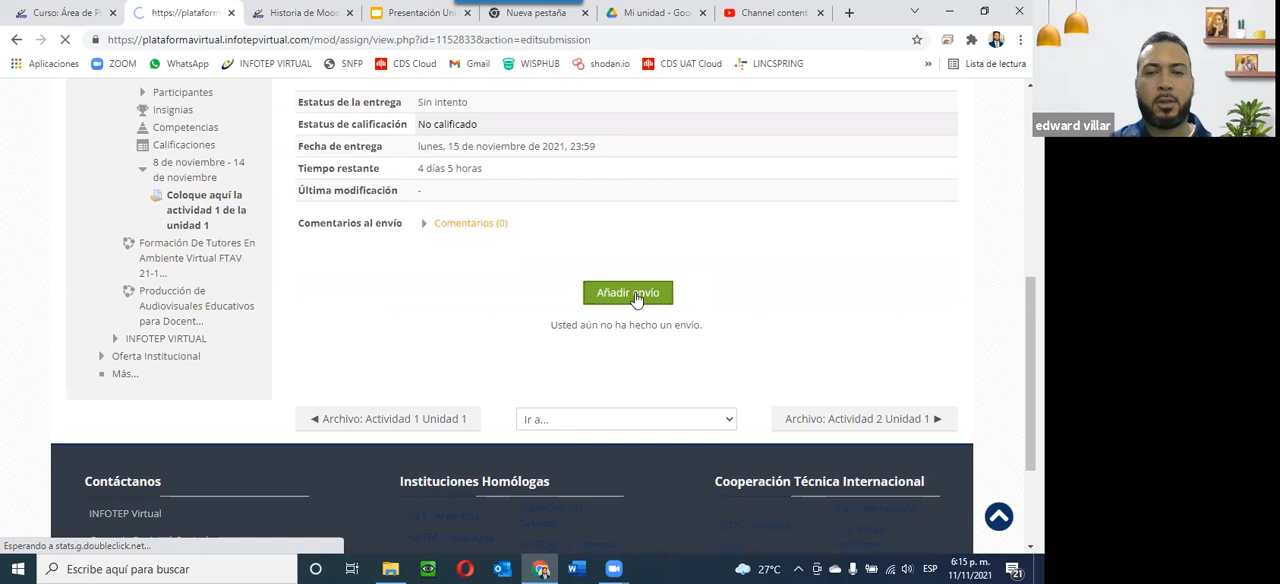 Curso: Área de Pr
https://plataform
Historia de Mood
Presentación Uni
Nueva pestaña
Mi unidad - Goo
Channel content
https://plataformavirtual.infotepvirtual.com/mod/assign/view.php?id=1152833&action=editsubmission
Aplicaciones
ZOOM
WhatsApp
INFOTEP VIRTUAL
SNFP
CDS Cloud
Gmail
WISPHUB
shodan.io
CDS UAT Cloud
LINCSPRING
»
Lista de lectura
edward villar
Participantes
Insignias
Competencias
Calificaciones
8 de noviembre - 14
de noviembre
Coloque aquí la
actividad 1 de la
unidad 1
Formación De Tutores En
Ambiente Virtual FTAV
21-1...
Producción de
Audiovisuales Educativos
para Docent...
INFOTEP VIRTUAL
Oferta Institucional
Más...
Estatus de la entrega Sin intento
Estatus de calificación No calificado
Fecha de entrega lunes, 15 de noviembre de 2021, 23:59
Tiempo restante 4 días 5 horas
Última modificación -
Comentarios al envío Comentarios (0)
Añadir envío
Usted aún no ha hecho un envío.
◀ Archivo: Actividad 1 Unidad 1
Ir a...
Archivo: Actividad 2 Unidad 1 ▶
Contáctanos
Instituciones Homólogas
Cooperación Técnica Internacional
INFOTEP Virtual
Salvador
Esperando a stats.g.doubleclick.net...
Escribe aquí para buscar
27°C
ESP
6:15 p. m.
11/11/2021
21